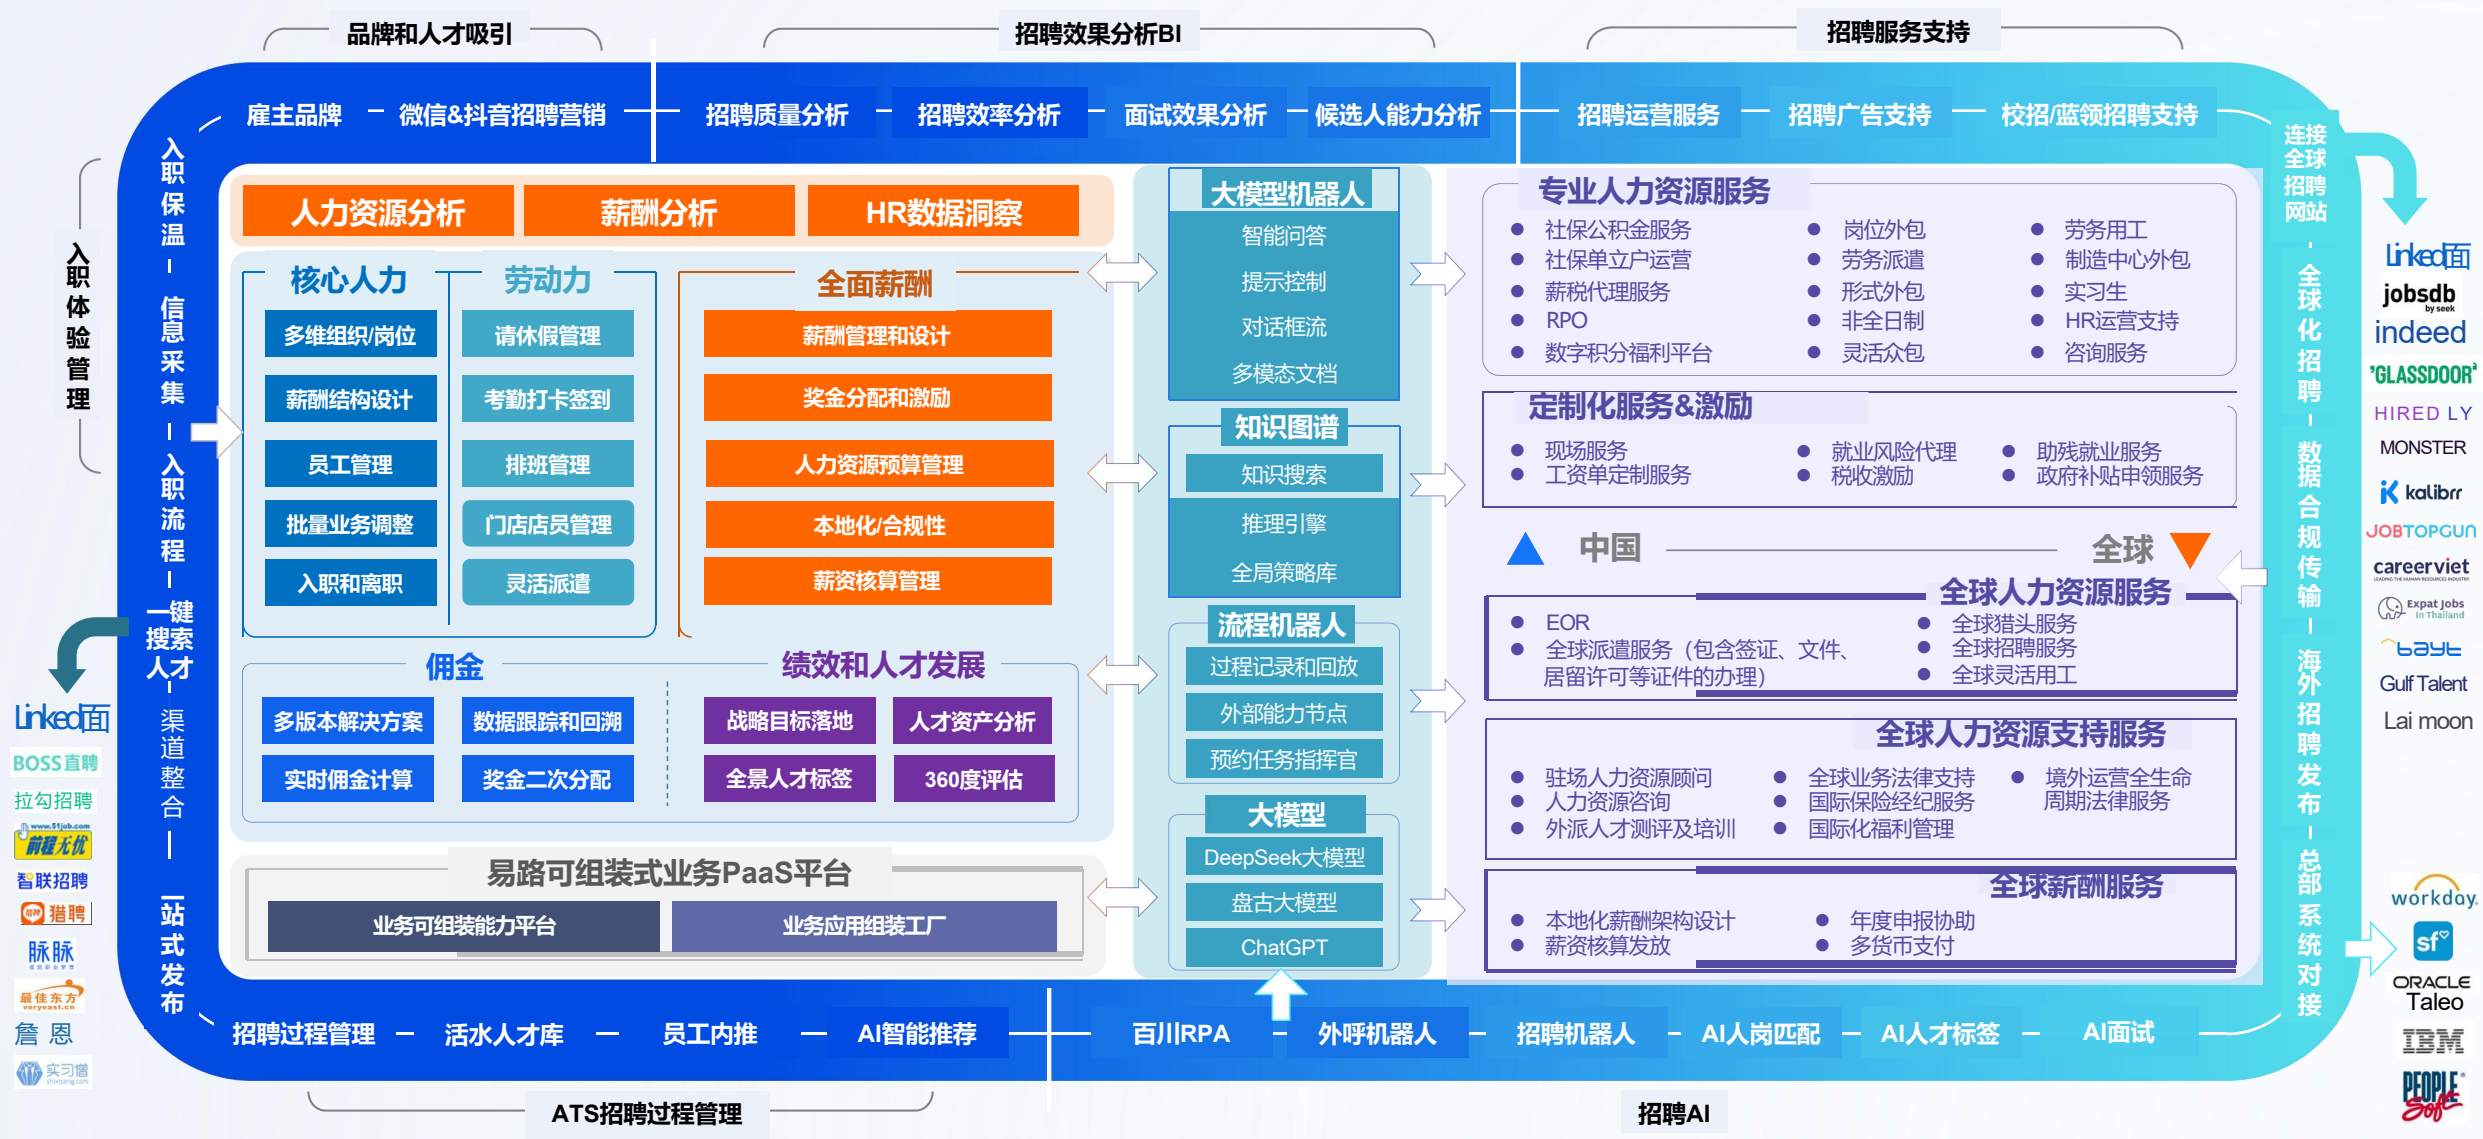 品牌和人才吸引
招聘效果分析BI
招聘服务支持
雇主品牌
微信&抖音招聘营销
招聘质量分析
招聘效率分析
面试效果分析
候选人能力分析
招聘运营服务
招聘广告支持
校招/蓝领招聘支持
入职体验管理
入职保温
信息采集
入职流程
一键
搜索
人才
渠道整合
一站式发布
Linked面
BOSS直聘
拉勾招聘
www.51job.com
前程无忧
智联招聘
猎聘 猎聘
脉脉
成就职业梦想
最佳东方
veryeast.cn
詹恩
实习僧
shixiseng.com
人力资源分析
薪酬分析
HR数据洞察
核心人力
多维组织/岗位
薪酬结构设计
员工管理
批量业务调整
入职和离职
劳动力
请休假管理
考勤打卡签到
排班管理
门店店员管理
灵活派遣
全面薪酬
薪酬管理和设计
奖金分配和激励
人力资源预算管理
本地化/合规性
薪资核算管理
佣金
多版本解决方案
数据跟踪和回溯
实时佣金计算
奖金二次分配
绩效和人才发展
战略目标落地
人才资产分析
全景人才标签
360度评估
易路可组装式业务PaaS平台
业务可组装能力平台
业务应用组装工厂
大模型机器人
智能问答
提示控制
对话框流
多模态文档
知识图谱
知识搜索
推理引擎
全局策略库
流程机器人
过程记录和回放
外部能力节点
预约任务指挥官
大模型
DeepSeek大模型
盘古大模型
ChatGPT
专业人力资源服务
社保公积金服务
岗位外包
劳务用工
社保单立户运营
劳务派遣
制造中心外包
薪税代理服务
形式外包
实习生
RPO
非全日制
HR运营支持
数字积分福利平台
灵活众包
咨询服务
定制化服务&激励
现场服务
就业风险代理
助残就业服务
工资单定制服务
税收激励
政府补贴申领服务
中国
全球
全球人力资源服务
EOR
全球猎头服务
全球派遣服务（包含签证、文件、
居留许可等证件的办理)
全球招聘服务
全球灵活用工
全球人力资源支持服务
驻场人力资源顾问
全球业务法律支持
境外运营全生命
周期法律服务
人力资源咨询
国际保险经纪服务
外派人才测评及培训
国际化福利管理
全球薪酬服务
本地化薪酬架构设计
年度申报协助
薪资核算发放
多货币支付
连接
全球
招聘
网站
全球化招聘
数据合规传输
海外招聘发布
总部系统对接
Linked面
jobsdb
by seek
indeed
"GLASSDOOR"
HIRED LY
MONSTER
kalibrr
JOBTOPGUN
careerviet
LEADING THE HUMAN RESOURCES INDUSTRY
Expat Jobs
In Thailand
bayt
Gulf Talent
Lai moon
workday.
sf
ORACLE
Taleo
IBM
PEOPLE
Soft
招聘过程管理
活水人才库
员工内推
AI智能推荐
百川RPA
外呼机器人
招聘机器人
AI人岗匹配
AI人才标签
AI面试
ATS招聘过程管理
招聘AI